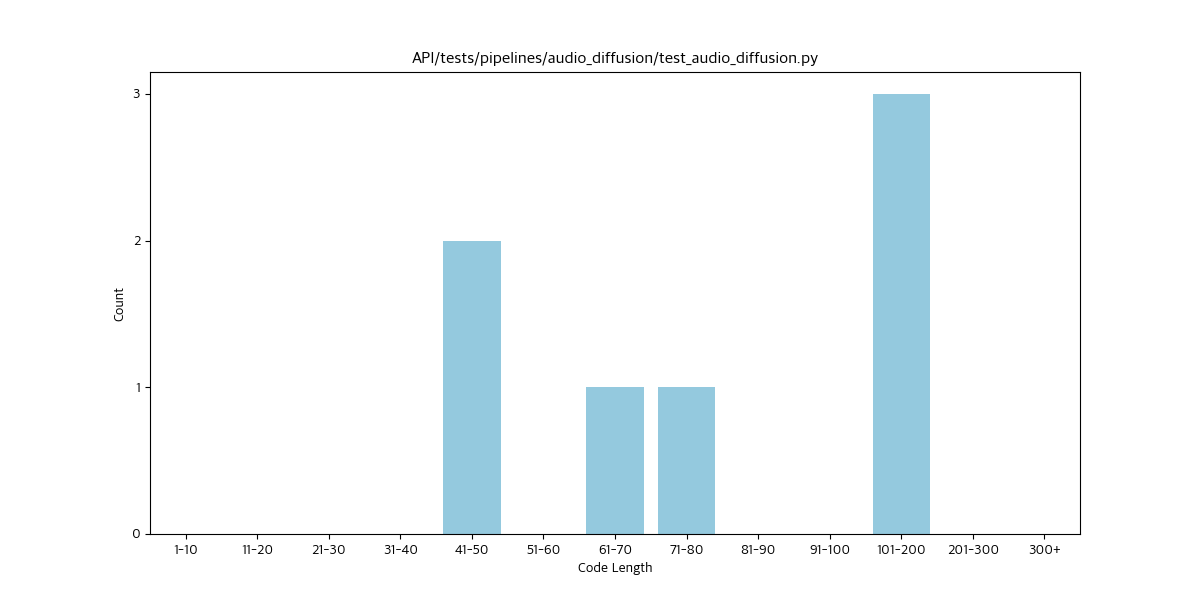 API/tests/pipelines/audio_diffusion/test_audio_diffusion.py
3
2
1
0
Count
1-10 11-20 21-30 31-40 41-50 51-60 61-70 71-80 81-90 91-100 101-200 201-300 300+
Code Length